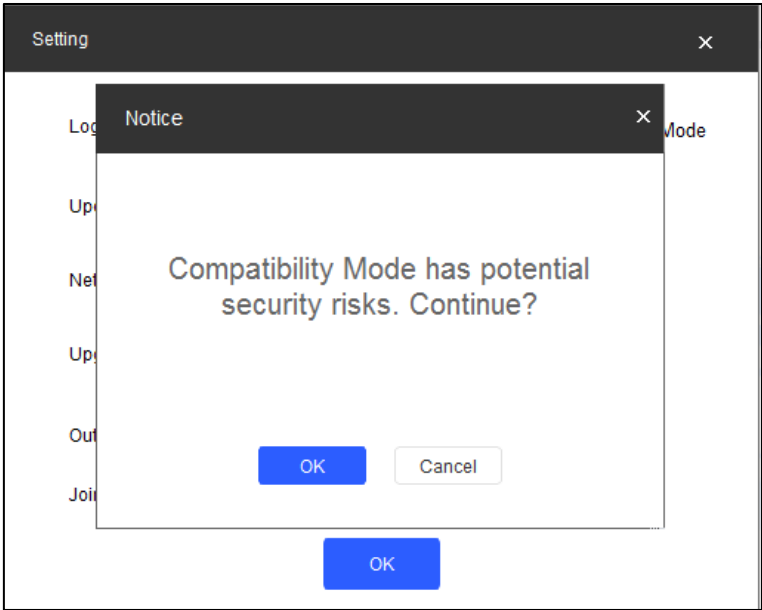 Setting
Notice
Mode
Compatibility Mode has potential
security risks. Continue?
OK
Cancel
OK